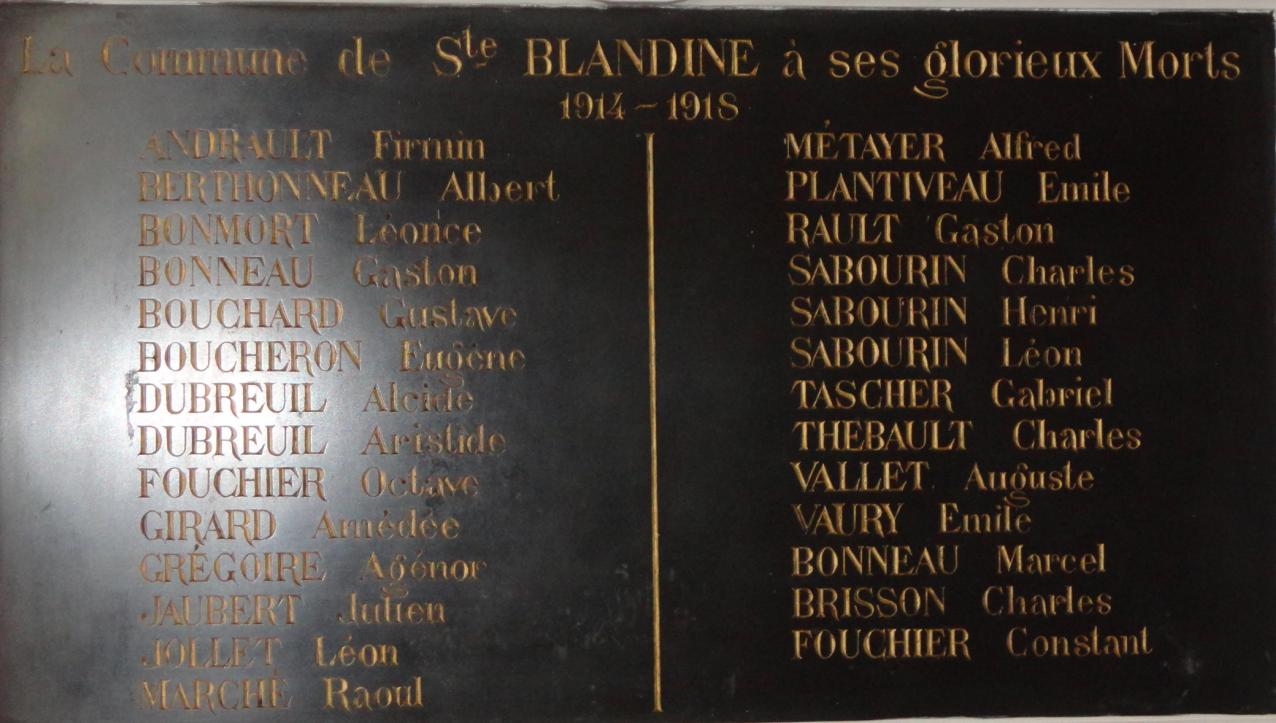 La Commune de Ste BLANDINE à ses glorieux Morts
1914 - 1918
ANDRAULT Firmin
BERTHONNEAU Albert
BONMORT Léonce
BONNEAU Gaston
BOUCHARD Gustave
BOUCHERON Eugène
DUBREUIL Alcide
DUBREUIL Aristide
FOUCHIER Octave
GIRARD Amédée
GRÉGOIRE Agénor
JAUBERT Julien
JOLLET Léon
MARCHÉ Raoul
MÉTAYER Alfred
PLANTIVEAU Emile
RAULT Gaston
SABOURIN Charles
SABOURIN Henri
SABOURIN Léon
TASCHER Gabriel
THEBAULT Charles
VALLET Auguste
VAURY Emile
BONNEAU Marcel
BRISSON Charles
FOUCHIER Constant